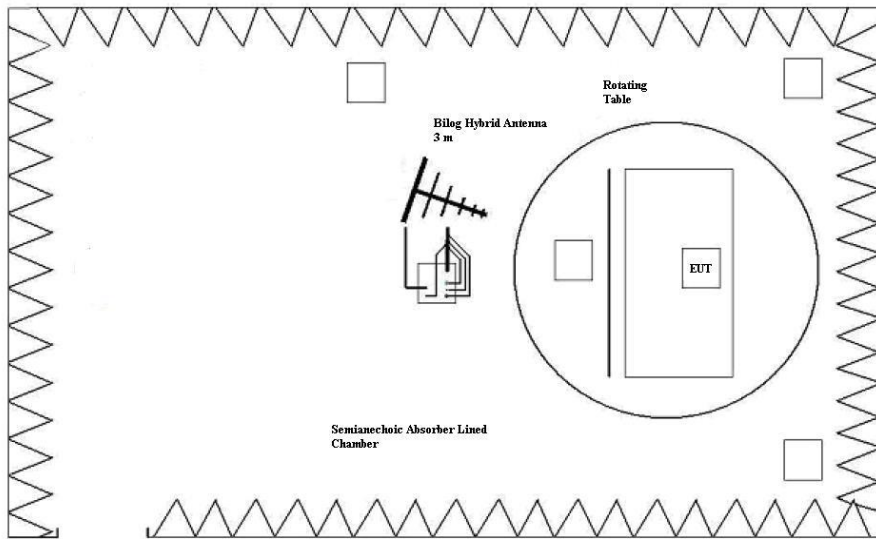 Rotating
Table
Bilog Hybrid Antenna
3 m
EUT
Semianechoic Absorber Lined
Chamber